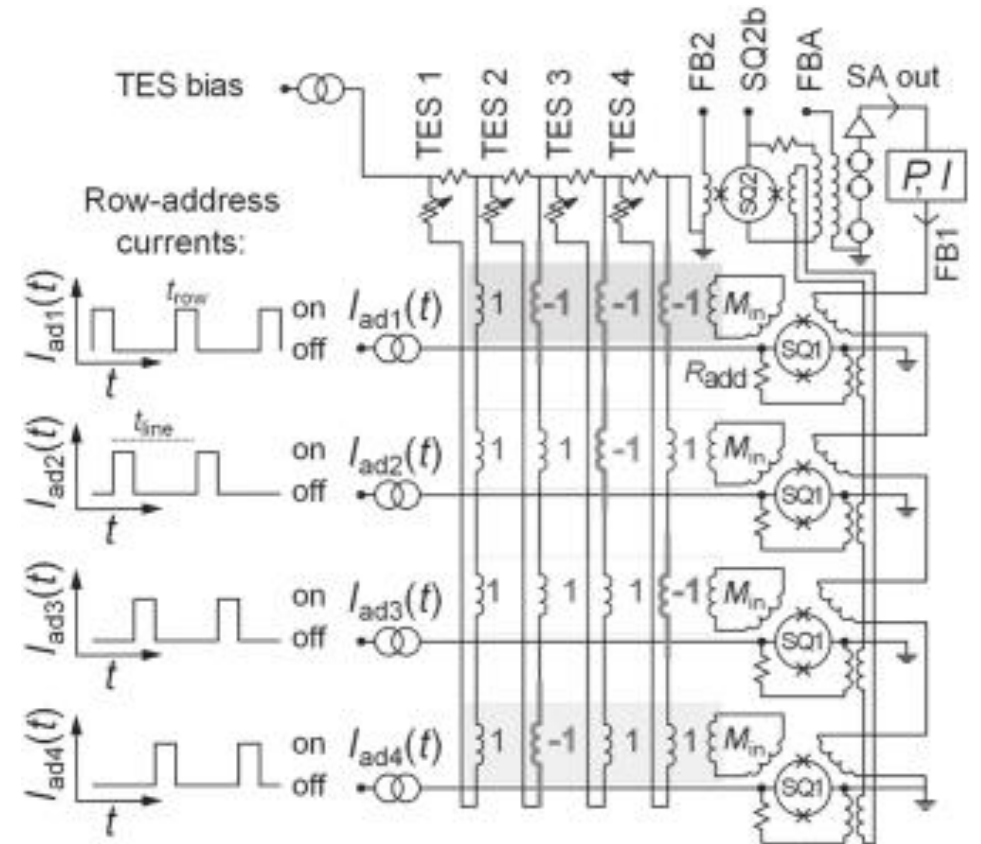 TES bias
TES 1
TES 2
TES 3
TES 4
FB2
SQ2b
FBA
SA out
SQ2
P, I
FB1
Row-address
currents:
Iad1(t)
trow
t
on
off
Iad1(t)
1 -1 -1 -1
Min
SQ1
Radd
Iad2(t)
tline
t
on
off
Iad2(t)
1 1 -1 1
Min
SQ1
Iad3(t)
t
on
off
Iad3(t)
1 1 1 -1
Min
SQ1
Iad4(t)
t
on
off
Iad4(t)
1 -1 1 1
Min
SQ1